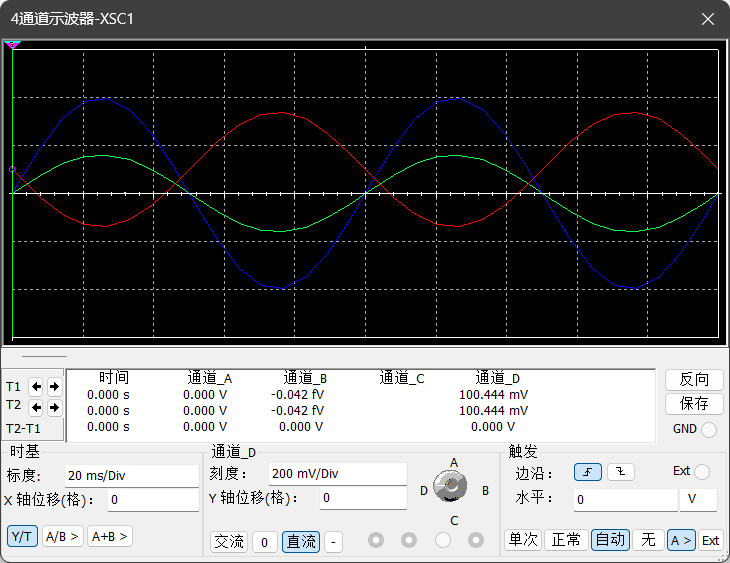 4通道示波器-XSC1
时间 通道_A 通道_B 通道_C 通道_D
T1 0.000 s 0.000 V -0.042 fV 100.444 mV
T2 0.000 s 0.000 V -0.042 fV 100.444 mV
T2-T1 0.000 s 0.000 V 0.000 V 0.000 V
反向
保存
GND
时基
标度: 20 ms/Div
X 轴位移(格): 0
Y/T A/B > A+B >
通道_D
刻度: 200 mV/Div
Y 轴位移(格): 0
交流 0 直流 -
A
D B
C
触发
边沿: Ext
水平: 0 V
单次 正常 自动 无 A > Ext